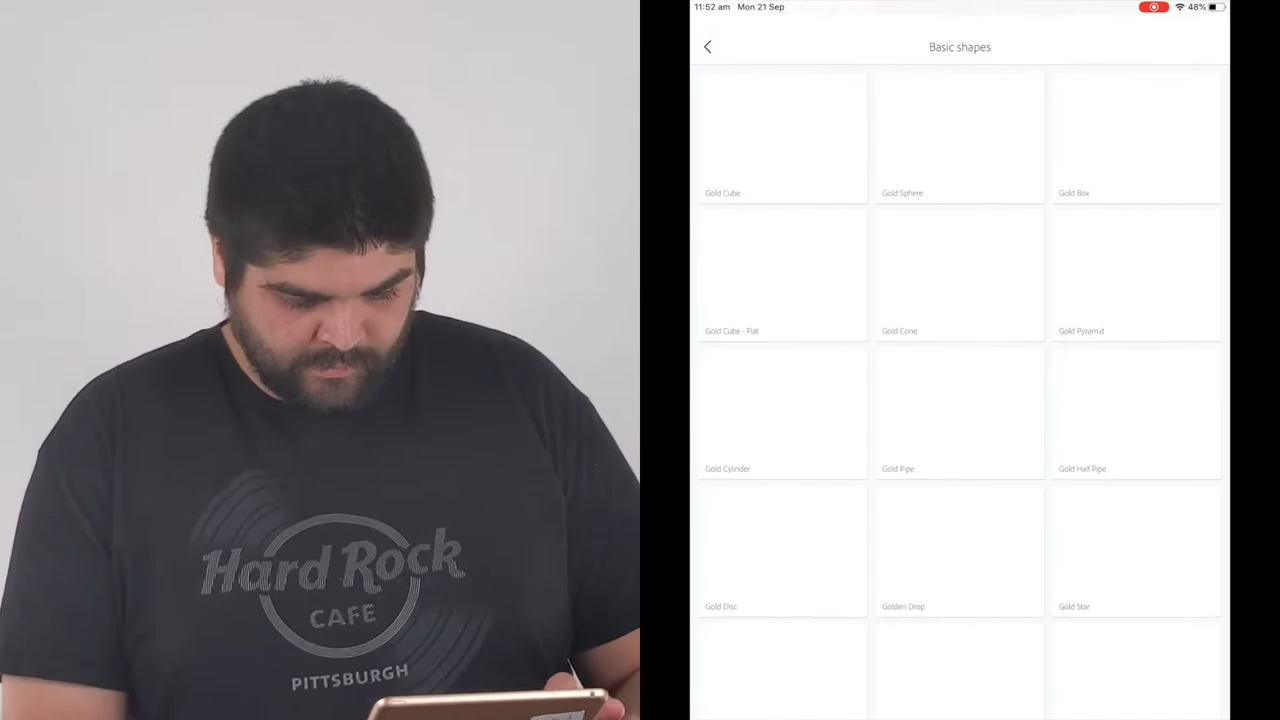 11:52 am Mon 21 Sep
48%
Basic shapes
Gold Cube
Gold Sphere
Gold Box
Gold Cube - Flat
Gold Cone
Gold Pyramid
Gold Cylinder
Gold Pipe
Gold Half Pipe
Gold Disc
Golden Drop
Gold Star
Hard Rock
CAFE
PITTSBURGH